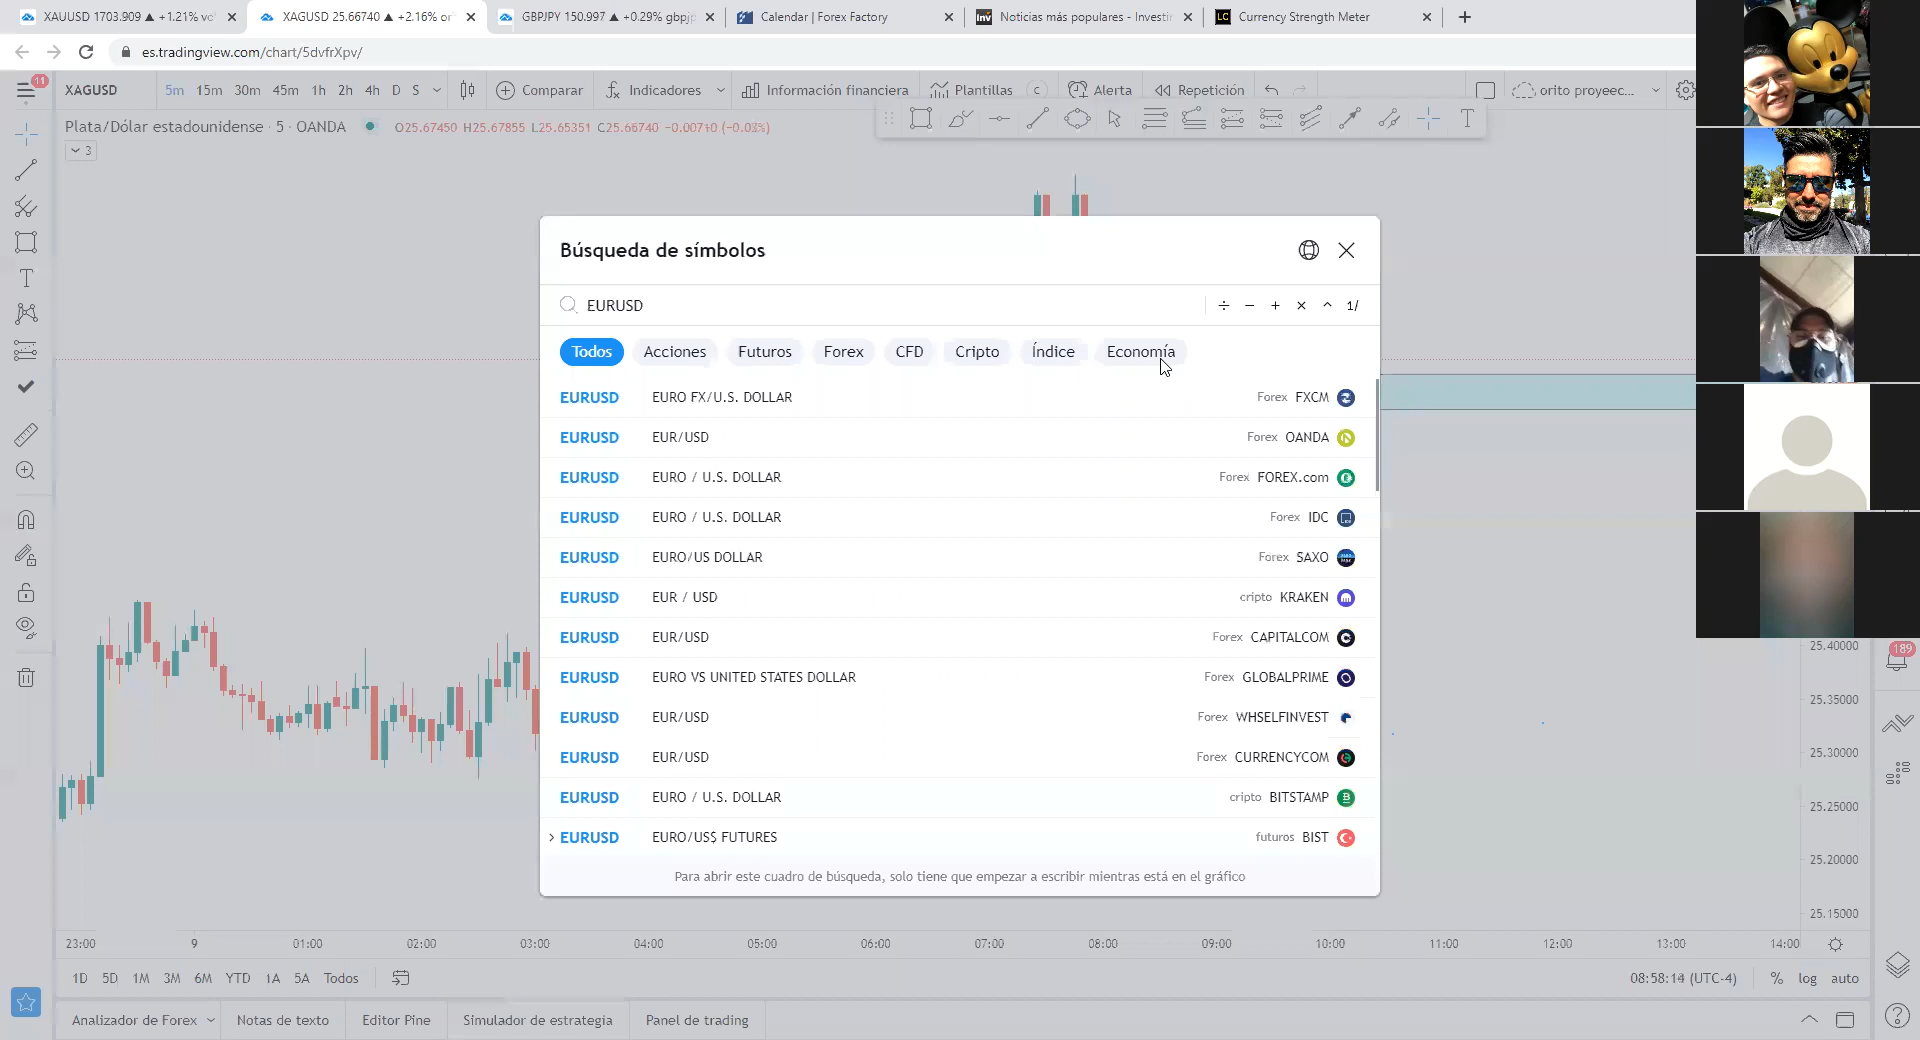 XAUUSD 1703.909 ▲ +1.21% vo
XAGUSD 25.66740 ▲ +2.16% or
GBPJPY 150.997 ▲ +0.29% gbpj
Calendar | Forex Factory
Noticias más populares - Investi
Currency Strength Meter
es.tradingview.com/chart/5dvfrXpv/
11
XAGUSD
5m 15m 30m 45m 1h 2h 4h D S
Comparar
Indicadores
Información financiera
Plantillas
Alerta
Repetición
orito proyeec...
Plata/Dólar estadounidense · 5 · OANDA
O25.67450 H25.67855 L25.65351 C25.66740 −0.00710 (−0.03%)
3
Búsqueda de símbolos
EURUSD
÷ − + × ^ 1/
Todos Acciones Futuros Forex CFD Cripto Índice Economía
EURUSD EURO FX/U.S. DOLLAR Forex FXCM
EURUSD EUR/USD Forex OANDA
EURUSD EURO / U.S. DOLLAR Forex FOREX.com
EURUSD EURO / U.S. DOLLAR Forex IDC
EURUSD EURO/US DOLLAR Forex SAXO
EURUSD EUR / USD cripto KRAKEN
EURUSD EUR/USD Forex CAPITALCOM
EURUSD EURO VS UNITED STATES DOLLAR Forex GLOBALPRIME
EURUSD EUR/USD Forex WHSELFINVEST
EURUSD EUR/USD Forex CURRENCYCOM
EURUSD EURO / U.S. DOLLAR cripto BITSTAMP
EURUSD EURO/US$ FUTURES futuros BIST
Para abrir este cuadro de búsqueda, solo tiene que empezar a escribir mientras está en el gráfico
189
25.40000
25.35000
25.30000
25.25000
25.20000
25.15000
23:00 9 01:00 02:00 03:00 04:00 05:00 06:00 07:00 08:00 09:00 10:00 11:00 12:00 13:00 14:00
1D 5D 1M 3M 6M YTD 1A 5A Todos
08:58:14 (UTC-4) % log auto
Analizador de Forex Notas de texto Editor Pine Simulador de estrategia Panel de trading